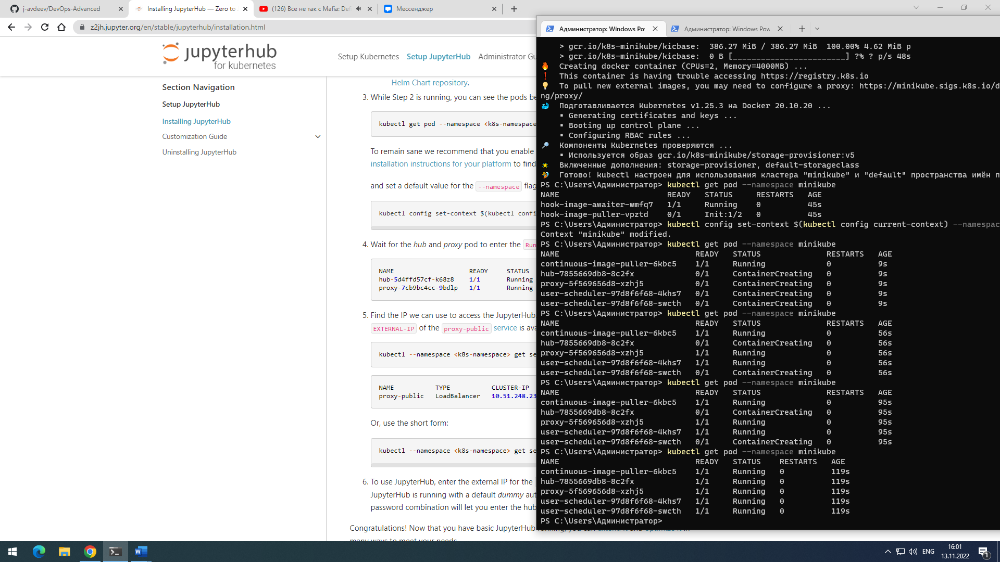 j-avdeev/DevOps-Advanced
Installing JupyterHub — Zero to
(126) Все не так с Mafia: Def
Мессенджер
z2jh.jupyter.org/en/stable/jupyterhub/installation.html
jupyterhub
for kubernetes
Setup Kubernetes
Setup JupyterHub
Administrator Gu
Section Navigation
Setup JupyterHub
Installing JupyterHub
Customization Guide
Uninstalling JupyterHub
Helm Chart repository.
3. While Step 2 is running, you can see the pods be
kubectl get pod --namespace <k8s-namespace
To remain sane we recommend that you enable
installation instructions for your platform to find
and set a default value for the --namespace flag
kubectl config set-context $(kubectl confi
4. Wait for the hub and proxy pod to enter the Run
NAME READY STATUS
hub-5d4ffd57cf-k68z8 1/1 Running
proxy-7cb9bc4cc-9bdlp 1/1 Running
5. Find the IP we can use to access the JupyterHub
EXTERNAL-IP of the proxy-public service is ava
kubectl --namespace <k8s-namespace> get se
NAME TYPE CLUSTER-IP
proxy-public LoadBalancer 10.51.248.23
Or, use the short form:
kubectl --namespace <k8s-namespace> get se
6. To use JupyterHub, enter the external IP for the
JupyterHub is running with a default dummy aut
password combination will let you enter the hub
Congratulations! Now that you have basic JupyterHub running, you can extend it and optimize it in
many ways to meet your needs.
Администратор: Windows Po
Администратор: Windows Pow
> gcr.io/k8s-minikube/kicbase: 386.27 MiB / 386.27 MiB 100.00% 4.62 MiB p
> gcr.io/k8s-minikube/kicbase: 0 B [________________________] ?% ? p/s 48s
Creating docker container (CPUs=2, Memory=4000MB) ...
This container is having trouble accessing https://registry.k8s.io
To pull new external images, you may need to configure a proxy: https://minikube.sigs.k8s.io/d
ng/proxy/
Подготавливается Kubernetes v1.25.3 на Docker 20.10.20 ...
▪ Generating certificates and keys ...
▪ Booting up control plane ...
▪ Configuring RBAC rules ...
Компоненты Kubernetes проверяются ...
▪ Используется образ gcr.io/k8s-minikube/storage-provisioner:v5
Включенные дополнения: storage-provisioner, default-storageclass
Готово! kubectl настроен для использования кластера "minikube" и "default" пространства имён п
PS C:\Users\Администратор> kubectl get pod --namespace minikube
NAME READY STATUS RESTARTS AGE
hook-image-awaiter-wmfq7 1/1 Running 0 45s
hook-image-puller-vpztd 0/1 Init:1/2 0 45s
PS C:\Users\Администратор> kubectl config set-context $(kubectl config current-context) --namespac
Context "minikube" modified.
PS C:\Users\Администратор> kubectl get pod --namespace minikube
NAME READY STATUS RESTARTS AGE
continuous-image-puller-6kbc5 1/1 Running 0 9s
hub-7855669db8-8c2fx 0/1 ContainerCreating 0 9s
proxy-5f569656d8-xzhj5 0/1 ContainerCreating 0 9s
user-scheduler-97d8f6f68-4khs7 0/1 ContainerCreating 0 9s
user-scheduler-97d8f6f68-swcth 0/1 ContainerCreating 0 9s
PS C:\Users\Администратор> kubectl get pod --namespace minikube
NAME READY STATUS RESTARTS AGE
continuous-image-puller-6kbc5 1/1 Running 0 56s
hub-7855669db8-8c2fx 0/1 ContainerCreating 0 56s
proxy-5f569656d8-xzhj5 1/1 Running 0 56s
user-scheduler-97d8f6f68-4khs7 1/1 Running 0 56s
user-scheduler-97d8f6f68-swcth 0/1 ContainerCreating 0 56s
PS C:\Users\Администратор> kubectl get pod --namespace minikube
NAME READY STATUS RESTARTS AGE
continuous-image-puller-6kbc5 1/1 Running 0 95s
hub-7855669db8-8c2fx 0/1 ContainerCreating 0 95s
proxy-5f569656d8-xzhj5 1/1 Running 0 95s
user-scheduler-97d8f6f68-4khs7 1/1 Running 0 95s
user-scheduler-97d8f6f68-swcth 0/1 ContainerCreating 0 95s
PS C:\Users\Администратор> kubectl get pod --namespace minikube
NAME READY STATUS RESTARTS AGE
continuous-image-puller-6kbc5 1/1 Running 0 119s
hub-7855669db8-8c2fx 1/1 Running 0 119s
proxy-5f569656d8-xzhj5 1/1 Running 0 119s
user-scheduler-97d8f6f68-4khs7 1/1 Running 0 119s
user-scheduler-97d8f6f68-swcth 1/1 Running 0 119s
PS C:\Users\Администратор>
ENG
16:01
13.11.2022
1